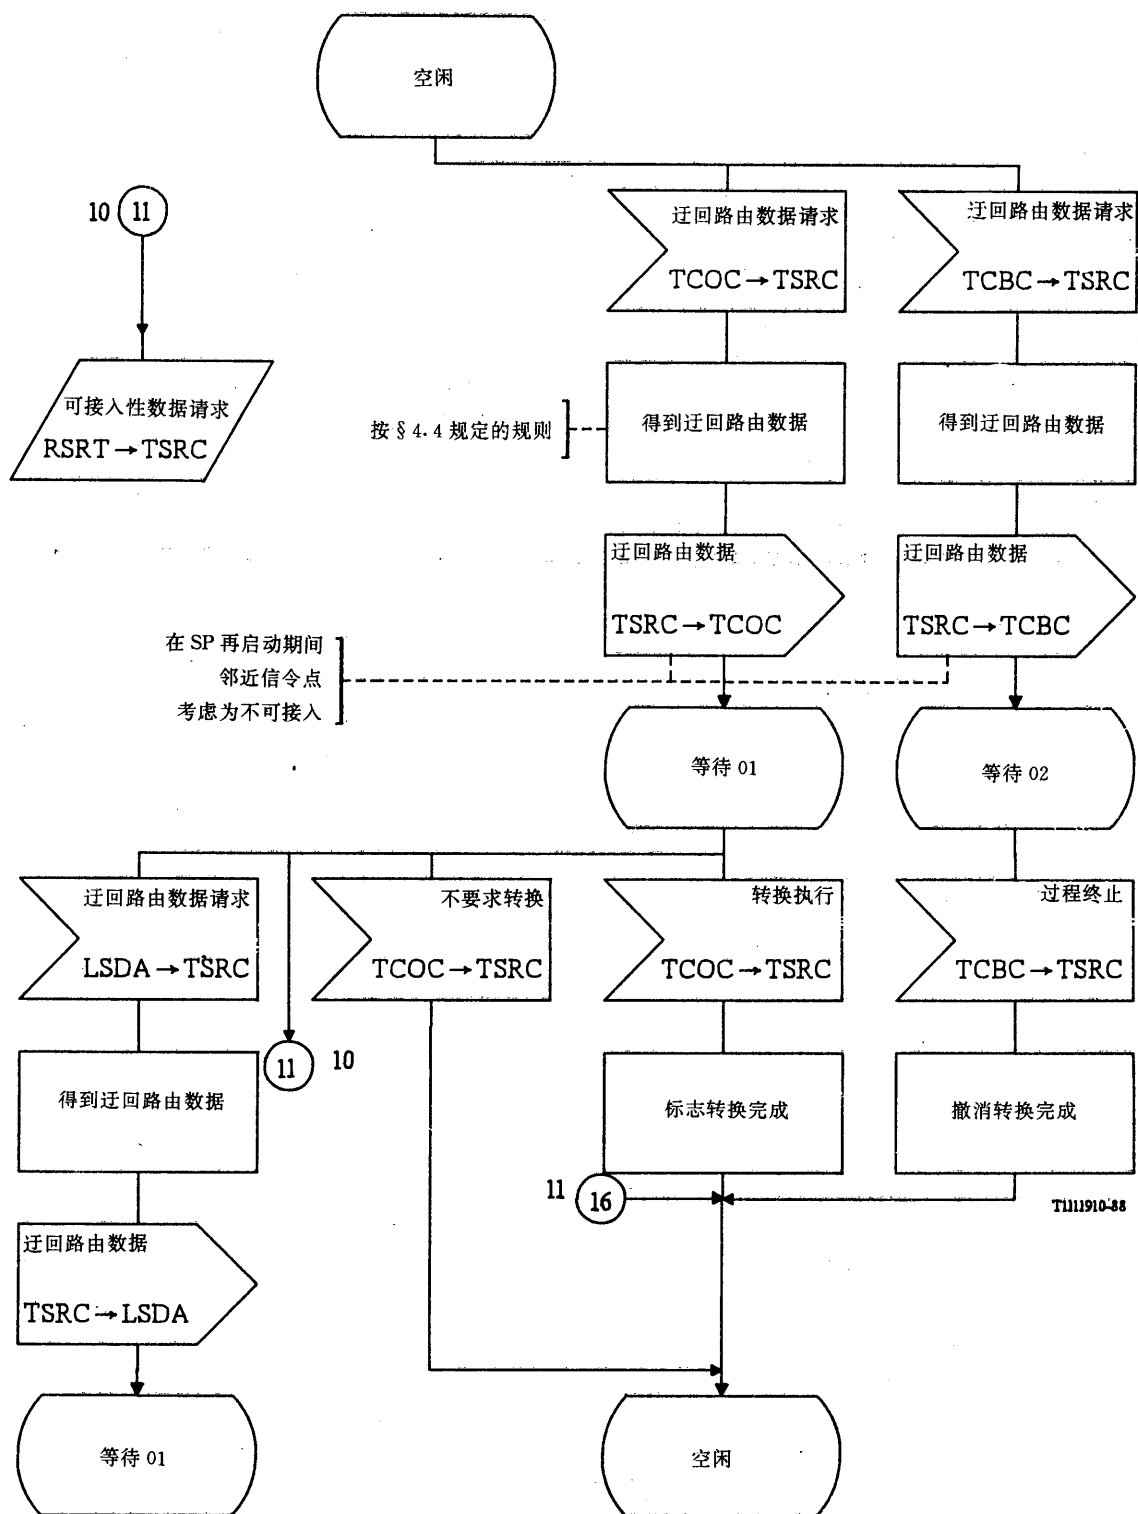 空闲
10 11
迂回路由数据请求
TCOC→TSRC
迂回路由数据请求
TCBC→TSRC
可接入性数据请求
RSRT→TSRC
按§4.4规定的规则
得到迂回路由数据
得到迂回路由数据
迂回路由数据
TSRC→TCOC
迂回路由数据
TSRC→TCBC
在SP再启动期间
邻近信令点
考虑为不可接入
等待01
等待02
迂回路由数据请求
LSDA→TSRC
不要求转换
TCOC→TSRC
转换执行
TCOC→TSRC
过程终止
TCBC→TSRC
11 10
得到迂回路由数据
标志转换完成
撤消转换完成
11 16
T1111910-88
迂回路由数据
TSRC→LSDA
等待01
空闲